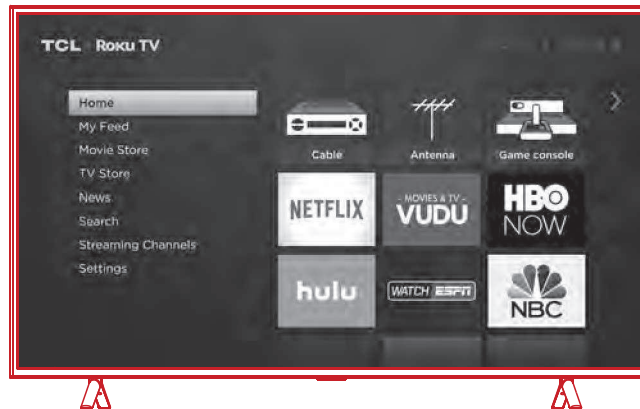 TCL Roku TV
Home
My Feed
Movie Store
TV Store
News
Search
Streaming Channels
Settings
Cable
Antenna
Game console
NETFLIX
- MOVIES & TV -
VUDU
HBO
NOW
hulu
WATCH ESPN
NBC